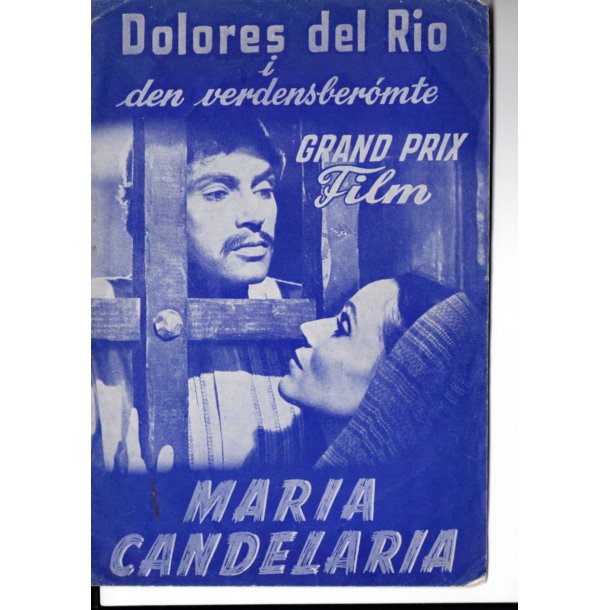 Dolores del Rio
i
den verdensberómte
GRAND PRIX
Film
MARIA
CANDELARIA